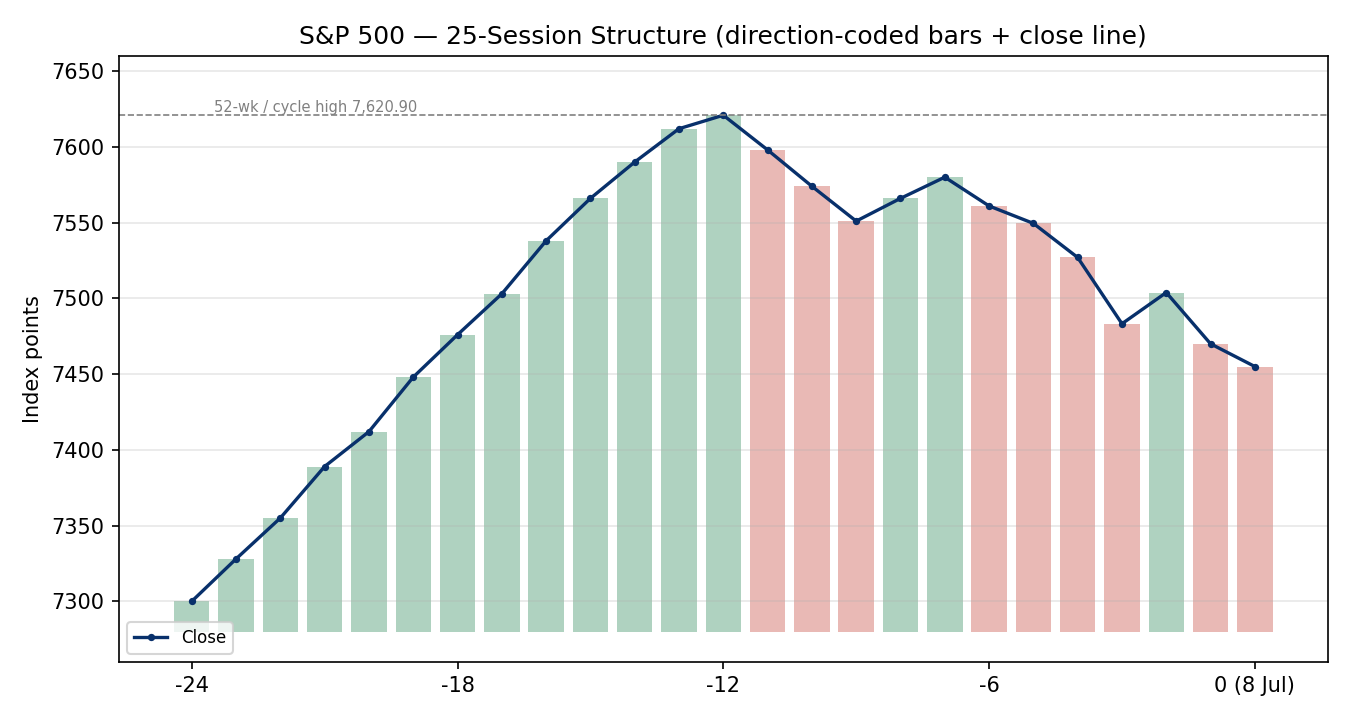 S&P 500 — 25-Session Structure (direction-coded bars + close line)
Index points
7650
7600
7550
7500
7450
7400
7350
7300
52-wk / cycle high 7,620.90
Close
-24
-18
-12
-6
0 (8 Jul)